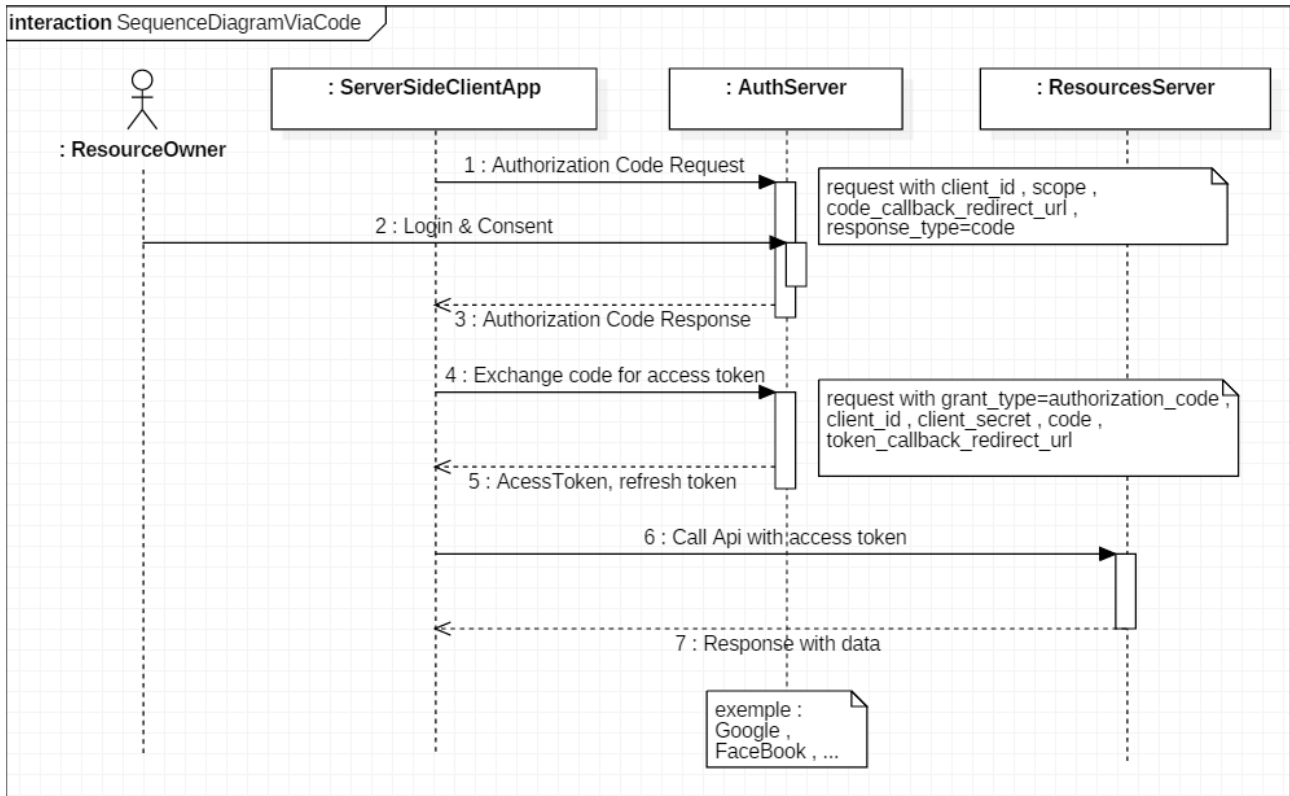 interaction SequenceDiagramViaCode
: ResourceOwner
: ServerSideClientApp
: AuthServer
: ResourcesServer
1 : Authorization Code Request
request with client_id , scope ,
code_callback_redirect_url ,
response_type=code
2 : Login & Consent
3 : Authorization Code Response
4 : Exchange code for access token
request with grant_type=authorization_code ,
client_id , client_secret , code ,
token_callback_redirect_url
5 : AcessToken, refresh token
6 : Call Api with access token
7 : Response with data
exemple :
Google ,
FaceBook , ...